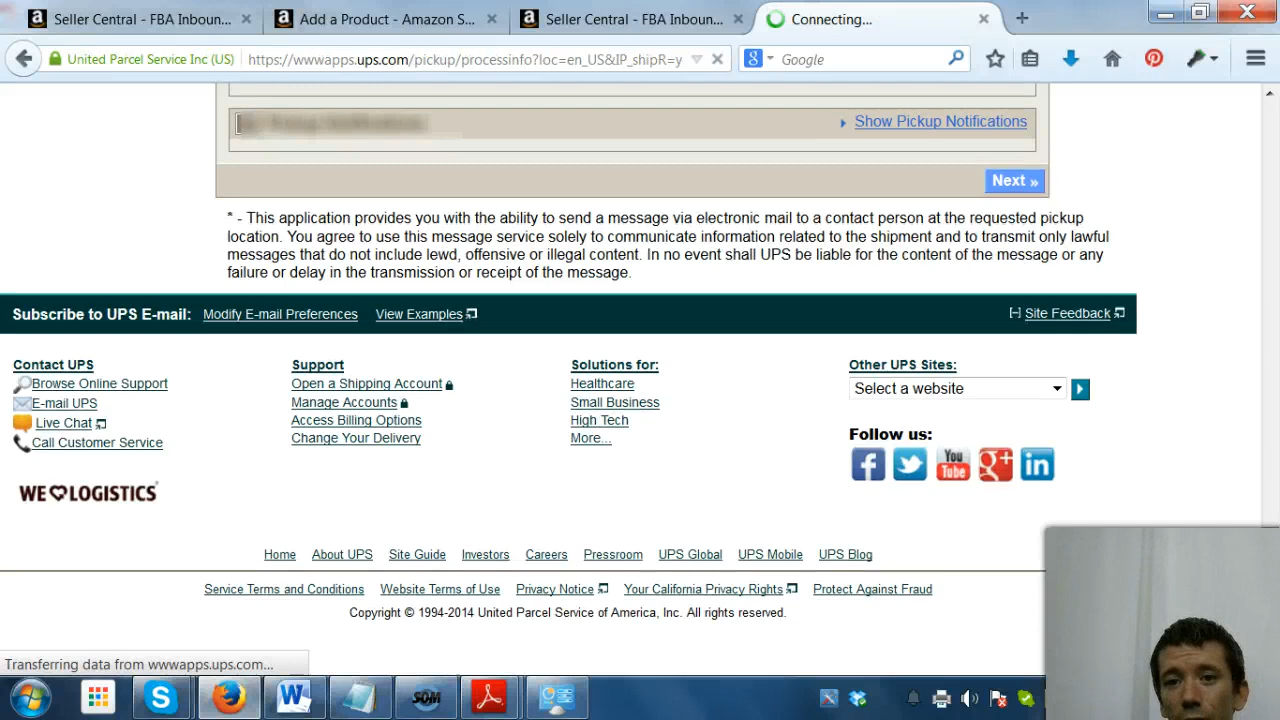 Seller Central - FBA Inboun...
Add a Product - Amazon S...
Seller Central - FBA Inboun...
Connecting...
United Parcel Service Inc (US)
https://wwwapps.ups.com/pickup/processinfo?loc=en_US&IP_shipR=y
Google
Show Pickup Notifications
Next »
* - This application provides you with the ability to send a message via electronic mail to a contact person at the requested pickup
location. You agree to use this message service solely to communicate information related to the shipment and to transmit only lawful
messages that do not include lewd, offensive or illegal content. In no event shall UPS be liable for the content of the message or any
failure or delay in the transmission or receipt of the message.
Subscribe to UPS E-mail: Modify E-mail Preferences View Examples
[-] Site Feedback
Contact UPS
Browse Online Support
E-mail UPS
Live Chat
Call Customer Service
Support
Open a Shipping Account
Manage Accounts
Access Billing Options
Change Your Delivery
Solutions for:
Healthcare
Small Business
High Tech
More...
Other UPS Sites:
Select a website
Follow us:
You
Tube
WE LOGISTICS
Home About UPS Site Guide Investors Careers Pressroom UPS Global UPS Mobile UPS Blog
Service Terms and Conditions Website Terms of Use Privacy Notice Your California Privacy Rights Protect Against Fraud
Copyright © 1994-2014 United Parcel Service of America, Inc. All rights reserved.
Transferring data from wwwapps.ups.com...
SOM